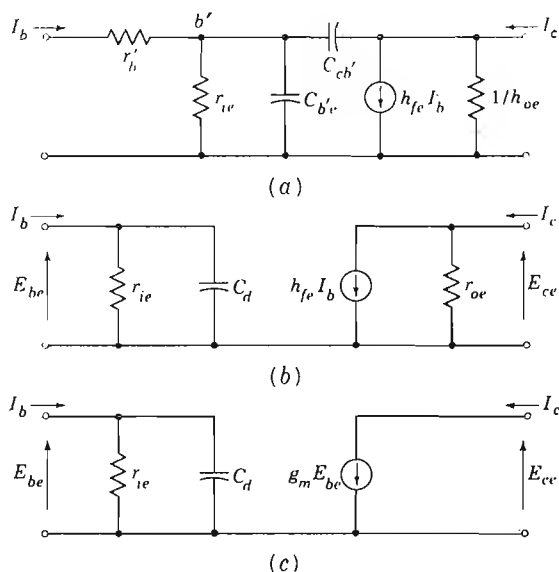 I_b b' I_c
r'_b C_cb'
r_ie C_b'e h_fe I_b 1/h_oe
(a)
I_b I_c
E_be r_ie C_d h_fe I_b r_oe E_ce
(b)
I_b I_c
E_be r_ie C_d g_m E_be E_ce
(c)